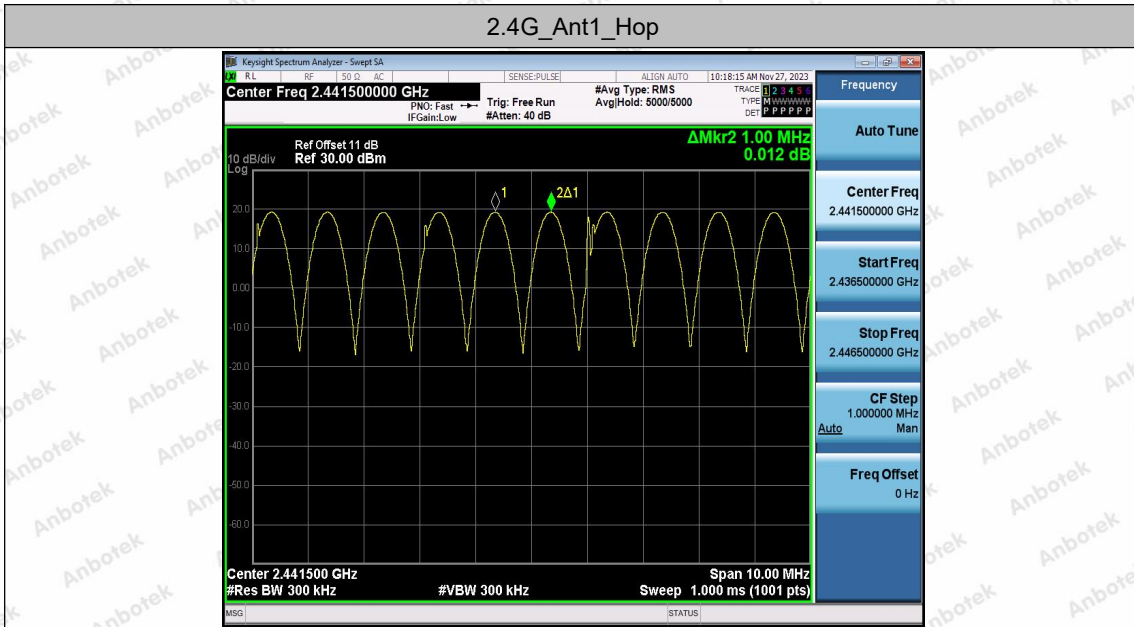 2.4G_Ant1_Hop
Keysight Spectrum Analyzer - Swept SA
LXI RL RF 50 Ω AC SENSE:PULSE ALIGN AUTO 10:18:15 AM Nov 27, 2023
Center Freq 2.441500000 GHz
PNO: Fast
IFGain:Low
Trig: Free Run
#Atten: 40 dB
#Avg Type: RMS
Avg|Hold: 5000/5000
TRACE 1 2 3 4 5 6
TYPE M W W W W W
DET P P P P P P
Ref Offset 11 dB
10 dB/div Ref 30.00 dBm
Log
ΔMkr2 1.00 MHz
0.012 dB
1
2Δ1
20.0
10.0
0.00
-10.0
-20.0
-30.0
-40.0
-50.0
-60.0
Center 2.441500 GHz Span 10.00 MHz
#Res BW 300 kHz #VBW 300 kHz Sweep 1.000 ms (1001 pts)
MSG STATUS
Frequency
Auto Tune
Center Freq
2.441500000 GHz
Start Freq
2.436500000 GHz
Stop Freq
2.446500000 GHz
CF Step
1.000000 MHz
Auto Man
Freq Offset
0 Hz
Anbotek